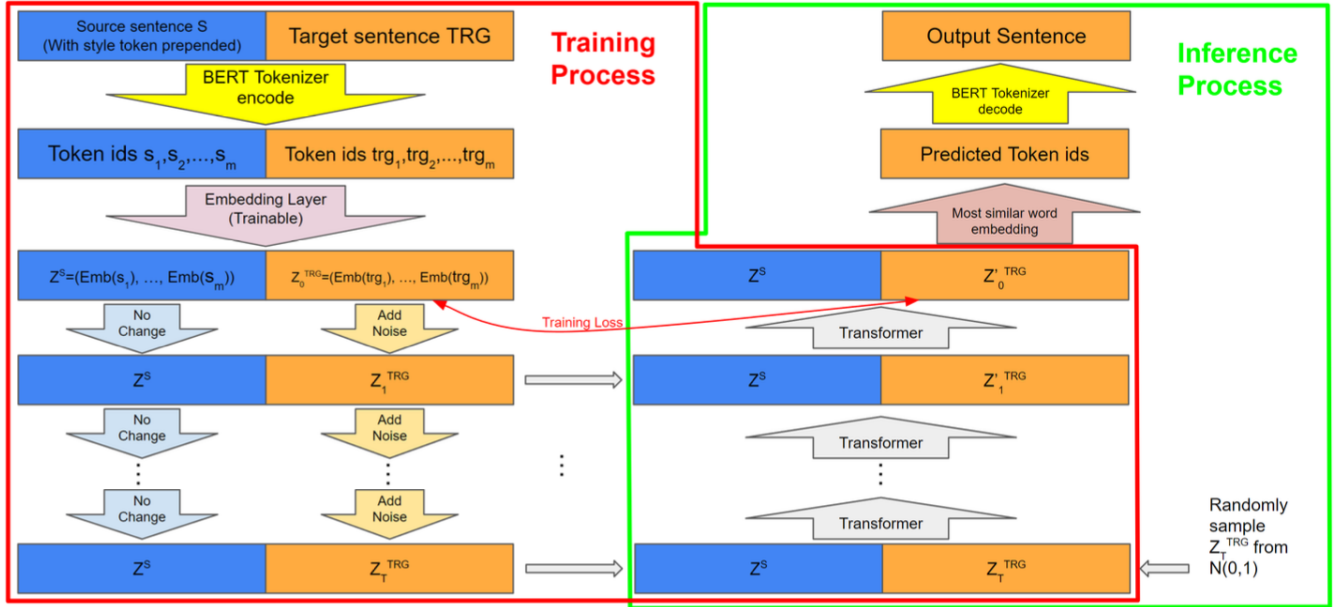 Source sentence S
(With style token prepended)
Target sentence TRG
BERT Tokenizer
encode
Token ids s₁,s₂,...,sₘ
Token ids trg₁,trg₂,...,trgₘ
Embedding Layer
(Trainable)
Zˢ=(Emb(s₁), ..., Emb(sₘ))
Z₀ᵀᴿᴳ=(Emb(trg₁), ..., Emb(trgₘ))
No
Change
Add
Noise
Zˢ
Z₁ᵀᴿᴳ
No
Change
Add
Noise
⋮
⋮
⋮
No
Change
Add
Noise
Zˢ
Z_Tᵀᴿᴳ
Training
Process
Training Loss
Inference
Process
Output Sentence
BERT Tokenizer
decode
Predicted Token ids
Most similar word
embedding
Zˢ
Z'₀ᵀᴿᴳ
Transformer
Zˢ
Z'₁ᵀᴿᴳ
Transformer
⋮
Transformer
Zˢ
Z_Tᵀᴿᴳ
Randomly
sample
Z_Tᵀᴿᴳ from
N(0,1)